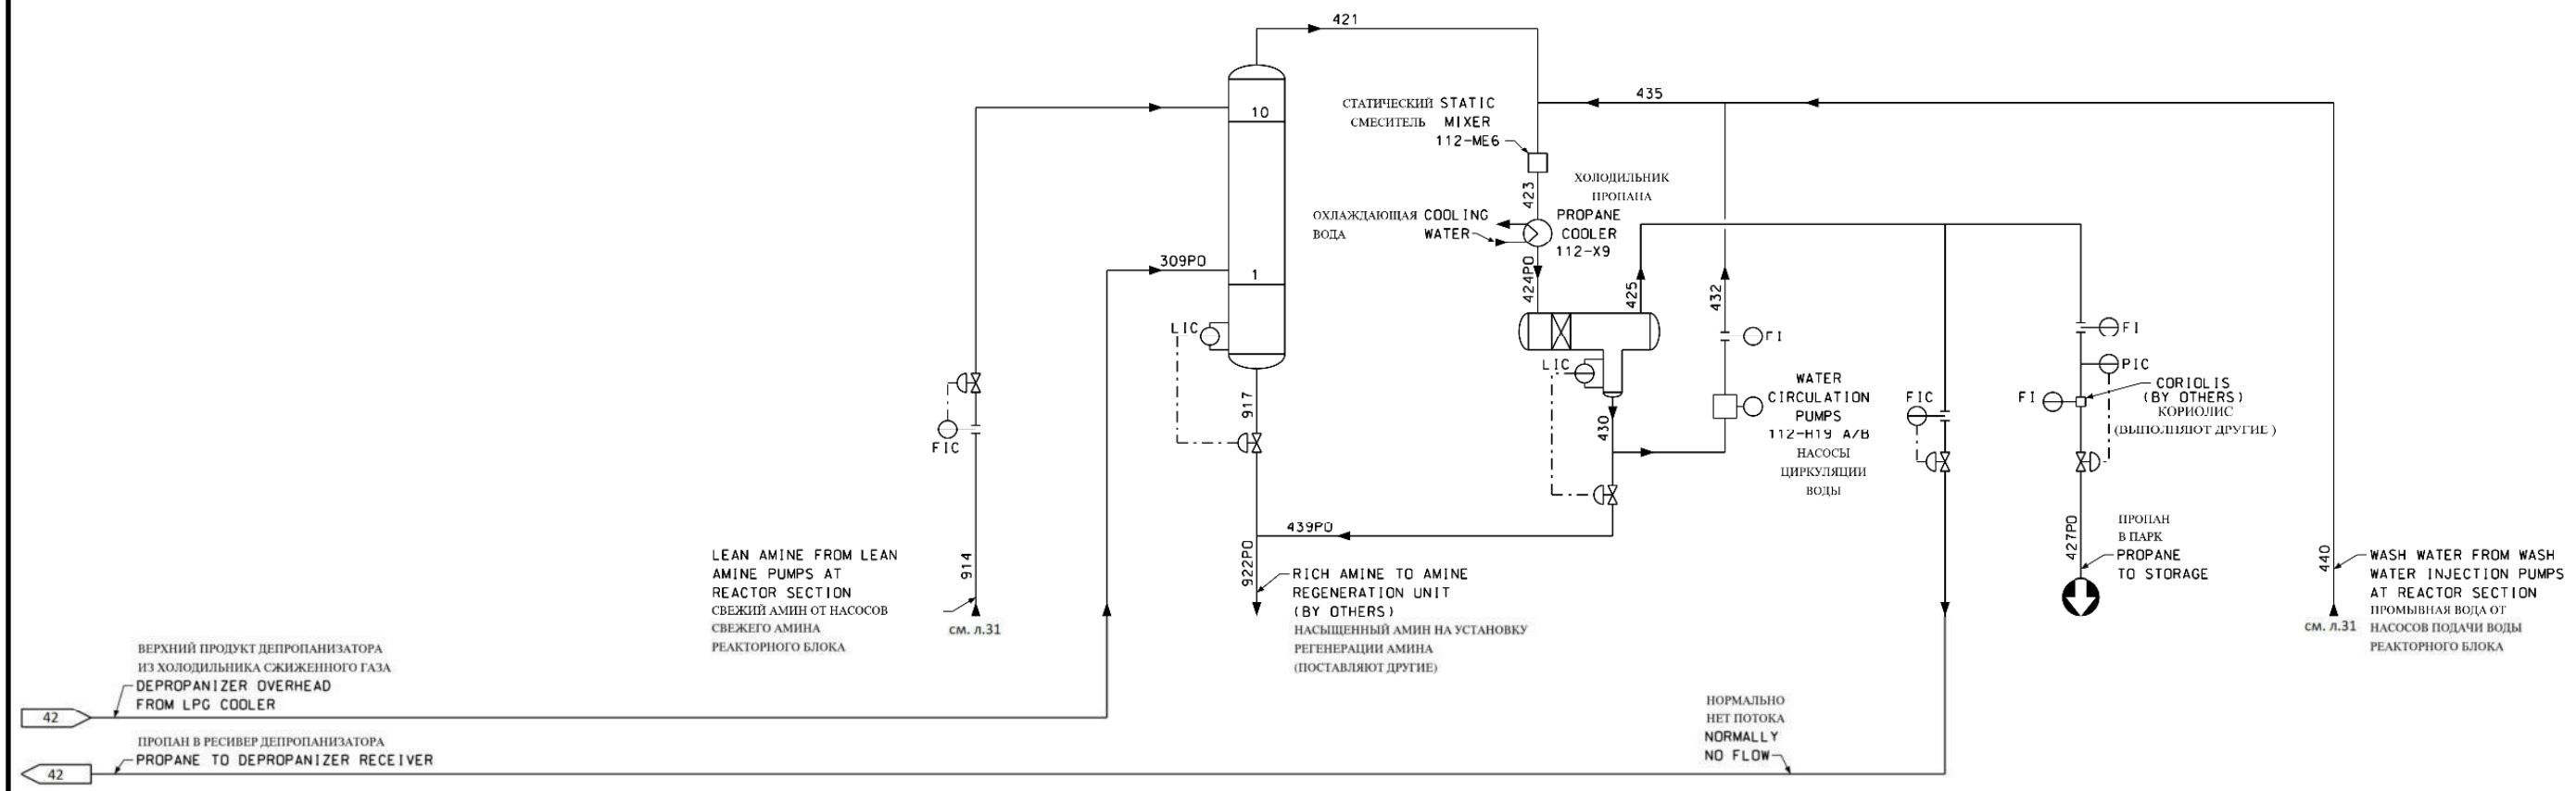 421
435
СТАТИЧЕСКИЙ STATIC
СМЕСИТЕЛЬ MIXER
112-ME6
10
423
ХОЛОДИЛЬНИК
ПРОПАНА
PROPANE
COOLER
112-X9
ОХЛАЖДАЮЩАЯ COOLING
ВОДА WATER
309PO
1
424PO
425
432
LIC
LIC
FI
PIC
FI
CORIOLIS
(BY OTHERS)
КОРИОЛИС
(ВЫПОЛНЯЮТ ДРУГИЕ )
WATER
CIRCULATION
PUMPS
112-H19 A/B
НАСОСЫ
ЦИРКУЛЯЦИИ
ВОДЫ
FIC
FIC
917
430
439PO
914
922PO
427PO
440
LEAN AMINE FROM LEAN
AMINE PUMPS AT
REACTOR SECTION
СВЕЖИЙ АМИН ОТ НАСОСОВ
СВЕЖЕГО АМИНА
РЕАКТОРНОГО БЛОКА
см. л.31
RICH AMINE TO AMINE
REGENERATION UNIT
(BY OTHERS)
НАСЫЩЕННЫЙ АМИН НА УСТАНОВКУ
РЕГЕНЕРАЦИИ АМИНА
(ПОСТАВЛЯЮТ ДРУГИЕ)
ПРОПАН
В ПАРК
PROPANE
TO STORAGE
WASH WATER FROM WASH
WATER INJECTION PUMPS
AT REACTOR SECTION
ПРОМЫВНАЯ ВОДА ОТ
НАСОСОВ ПОДАЧИ ВОДЫ
РЕАКТОРНОГО БЛОКА
см. л.31
ВЕРХНИЙ ПРОДУКТ ДЕПРОПАНИЗАТОРА
ИЗ ХОЛОДИЛЬНИКА СЖИЖЕННОГО ГАЗА
DEPROPANIZER OVERHEAD
FROM LPG COOLER
42
ПРОПАН В РЕСИВЕР ДЕПРОПАНИЗАТОРА
PROPANE TO DEPROPANIZER RECEIVER
42
НОРМАЛЬНО
НЕТ ПОТОКА
NORMALLY
NO FLOW